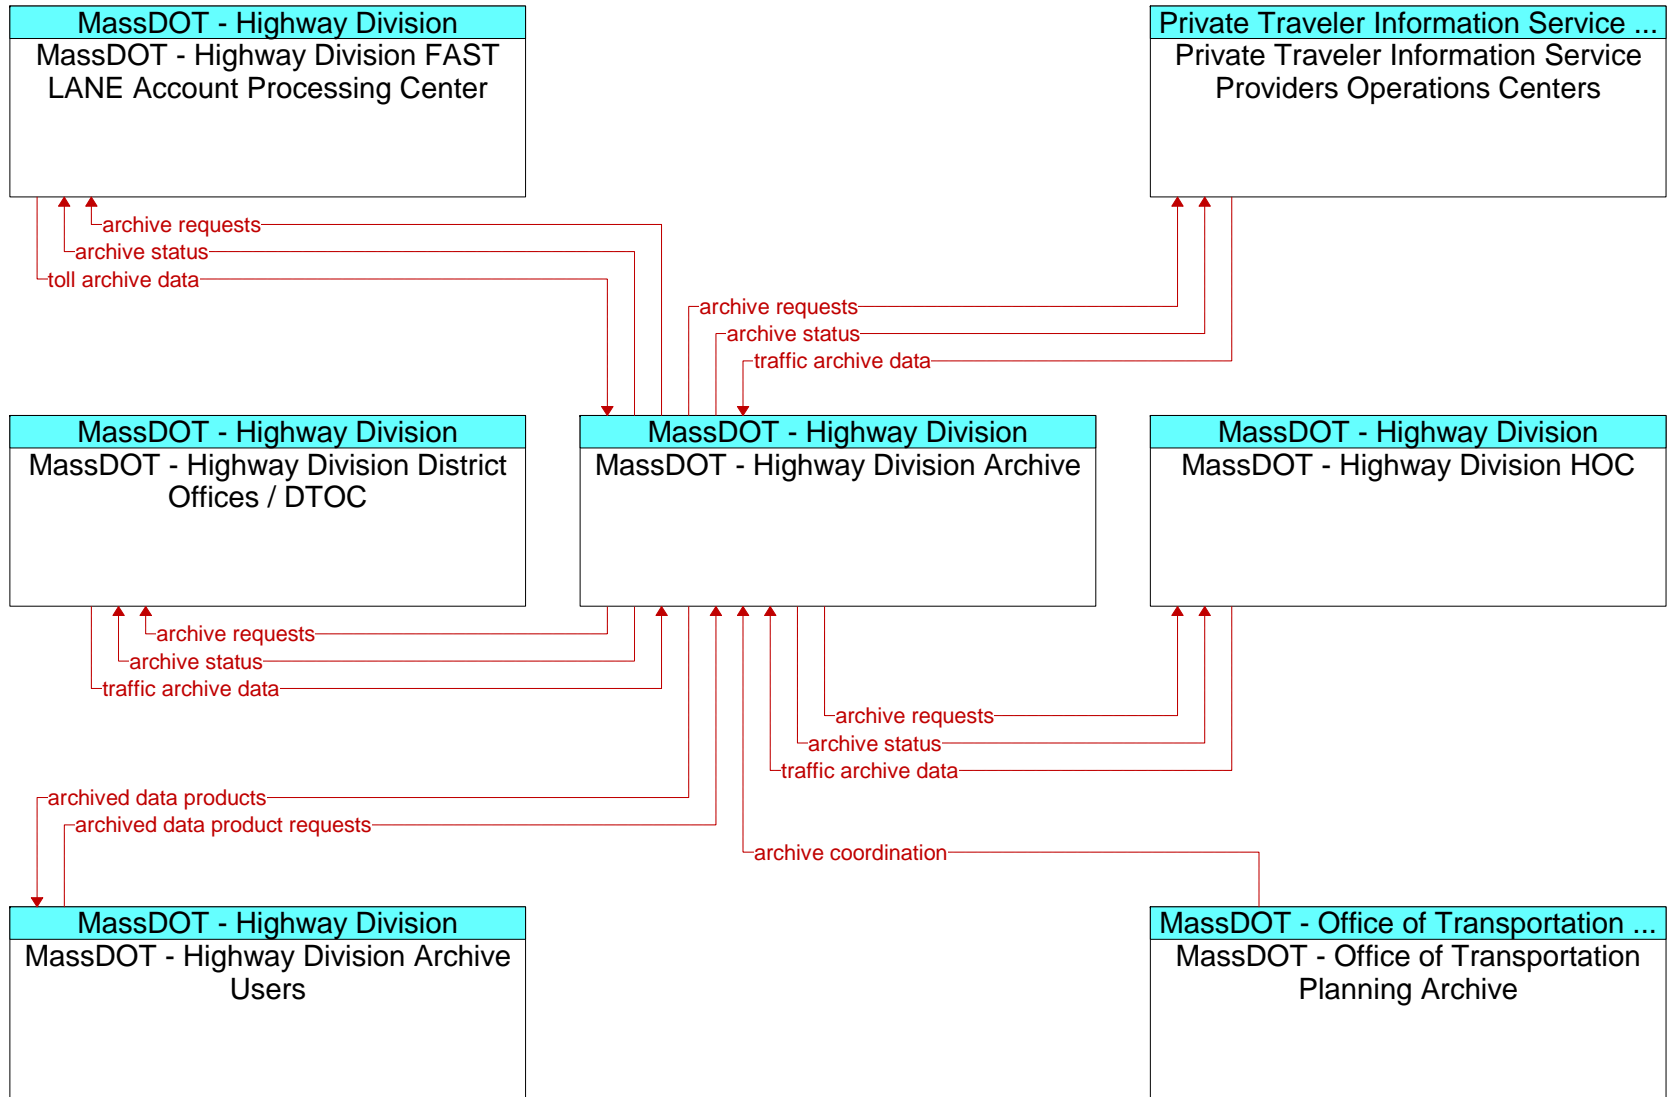 MassDOT - Highway Division
MassDOT - Highway Division FAST
LANE Account Processing Center
Private Traveler Information Service ...
Private Traveler Information Service
Providers Operations Centers
archive requests
archive status
toll archive data
archive requests
archive status
traffic archive data
MassDOT - Highway Division
MassDOT - Highway Division District
Offices / DTOC
MassDOT - Highway Division
MassDOT - Highway Division Archive
MassDOT - Highway Division
MassDOT - Highway Division HOC
archive requests
archive status
traffic archive data
archive requests
archive status
traffic archive data
archived data products
archived data product requests
archive coordination
MassDOT - Highway Division
MassDOT - Highway Division Archive
Users
MassDOT - Office of Transportation ...
MassDOT - Office of Transportation
Planning Archive